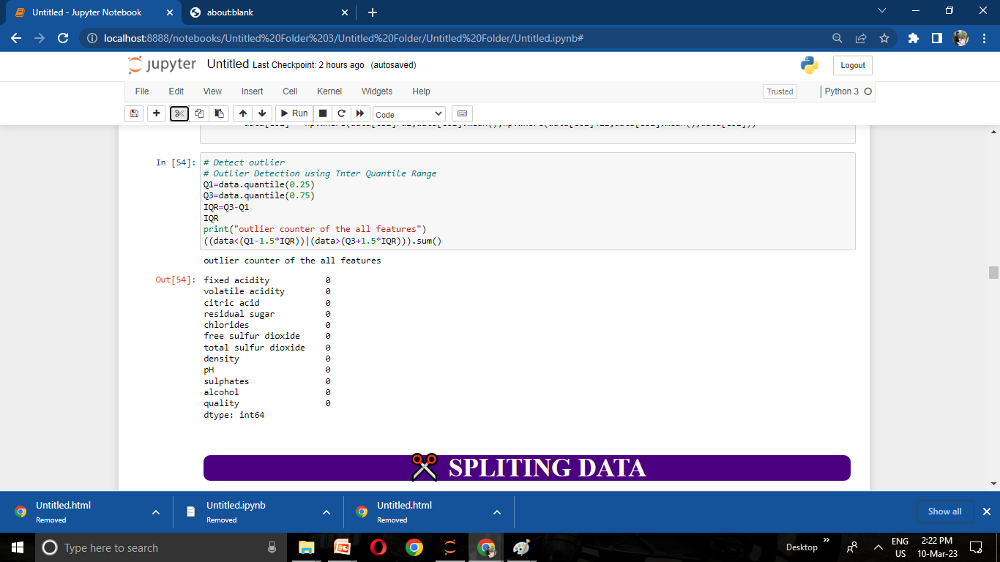 Untitled - Jupyter Notebook
about:blank
localhost:8888/notebooks/Untitled%20Folder%203/Untitled%20Folder/Untitled%20Folder/Untitled.ipynb#
jupyter Untitled Last Checkpoint: 2 hours ago (autosaved)
Logout
File Edit View Insert Cell Kernel Widgets Help
Trusted
Python 3
Run
Code
In [54]:
# Detect outlier
# Outlier Detection using Tnter Quantile Range
Q1=data.quantile(0.25)
Q3=data.quantile(0.75)
IQR=Q3-Q1
IQR
print("outlier counter of the all features")
((data<(Q1-1.5*IQR))|(data>(Q3+1.5*IQR))).sum()
outlier counter of the all features
Out[54]:
fixed acidity 0
volatile acidity 0
citric acid 0
residual sugar 0
chlorides 0
free sulfur dioxide 0
total sulfur dioxide 0
density 0
pH 0
sulphates 0
alcohol 0
quality 0
dtype: int64
SPLITING DATA
Untitled.html
Removed
Untitled.ipynb
Removed
Untitled.html
Removed
Show all
Type here to search
Desktop
ENG
US
2:22 PM
10-Mar-23